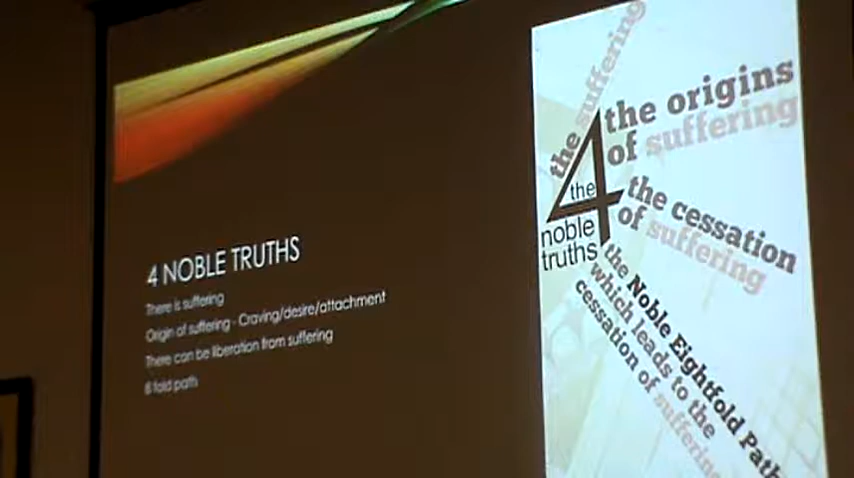 4 NOBLE TRUTHS
There is suffering
Origin of suffering - Craving/desire/attachment
There can be liberation from suffering
8 fold path
the suffering
the origins
of suffering
the cessation
of suffering
the
4
noble
truths
the Noble Eightfold Path
which leads to the
cessation of suffering